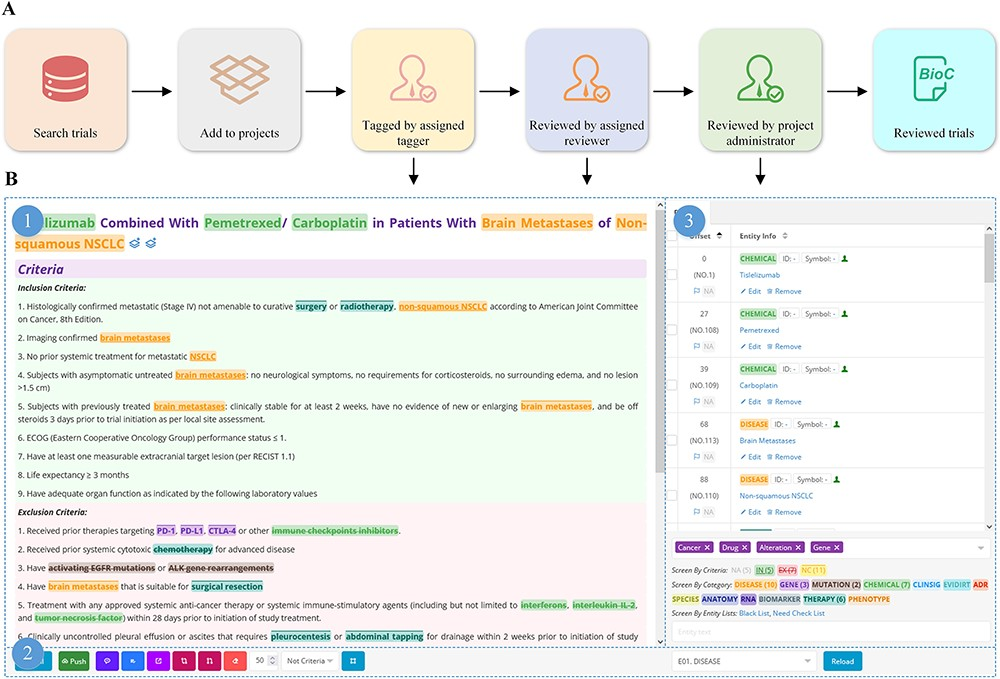 A
BioC
Search trials
Add to projects
Tagged by assigned
tagger
Reviewed by assigned
reviewer
Reviewed by project
administrator
Reviewed trials
B
1
lizumab Combined With Pemetrexed/ Carboplatin in Patients With Brain Metastases of Non-
squamous NSCLC
Criteria
Inclusion Criteria:
1. Histologically confirmed metastatic (Stage IV) not amenable to curative surgery or radiotherapy, non-squamous NSCLC according to American Joint Committee
on Cancer, 8th Edition.
2. Imaging confirmed brain metastases
3. No prior systemic treatment for metastatic NSCLC
4. Subjects with asymptomatic untreated brain metastases: no neurological symptoms, no requirements for corticosteroids, no surrounding edema, and no lesion
>1.5 cm)
5. Subjects with previously treated brain metastases: clinically stable for at least 2 weeks, have no evidence of new or enlarging brain metastases, and be off
steroids 3 days prior to trial initiation as per local site assessment.
6. ECOG (Eastern Cooperative Oncology Group) performance status ≤ 1.
7. Have at least one measurable extracranial target lesion (per RECIST 1.1)
8. Life expectancy ≥ 3 months
9. Have adequate organ function as indicated by the following laboratory values
Exclusion Criteria:
1. Received prior therapies targeting PD-1, PD-L1, CTLA-4 or other immune checkpoints inhibitors.
2. Received prior systemic cytotoxic chemotherapy for advanced disease
3. Have activating EGFR mutations or ALK gene rearrangements
4. Have brain metastases that is suitable for surgical resection
5. Treatment with any approved systemic anti-cancer therapy or systemic immune-stimulatory agents (including but not limited to interferons, interleukin IL-2,
and tumor necrosis factor) within 28 days prior to initiation of study treatment.
6. Clinically uncontrolled pleural effusion or ascites that requires pleurocentesis or abdominal tapping for drainage within 2 weeks prior to initiation of study
2
Push
50
Not Criteria
3
Offset
Entity Info
0
CHEMICAL ID: - Symbol: -
(NO.1)
Tislelizumab
NA
Edit Remove
27
CHEMICAL ID: - Symbol: -
(NO.108)
Pemetrexed
NA
Edit Remove
39
CHEMICAL ID: - Symbol: -
(NO.109)
Carboplatin
NA
Edit Remove
68
DISEASE ID: - Symbol: -
(NO.113)
Brain Metastases
NA
Edit Remove
88
DISEASE ID: - Symbol: -
(NO.110)
Non-squamous NSCLC
NA
Edit Remove
Cancer × Drug × Alteration × Gene ×
Screen By Criteria: NA (5) IN (5) EX (7) NC (11)
Screen By Category: DISEASE (10) GENE (3) MUTATION (2) CHEMICAL (7) CLINSIG EVIDIRT ADR
SPECIES ANATOMY RNA BIOMARKER THERAPY (6) PHENOTYPE
Screen By Entity Lists: Black List, Need Check List
Entity text
E01. DISEASE
Reload